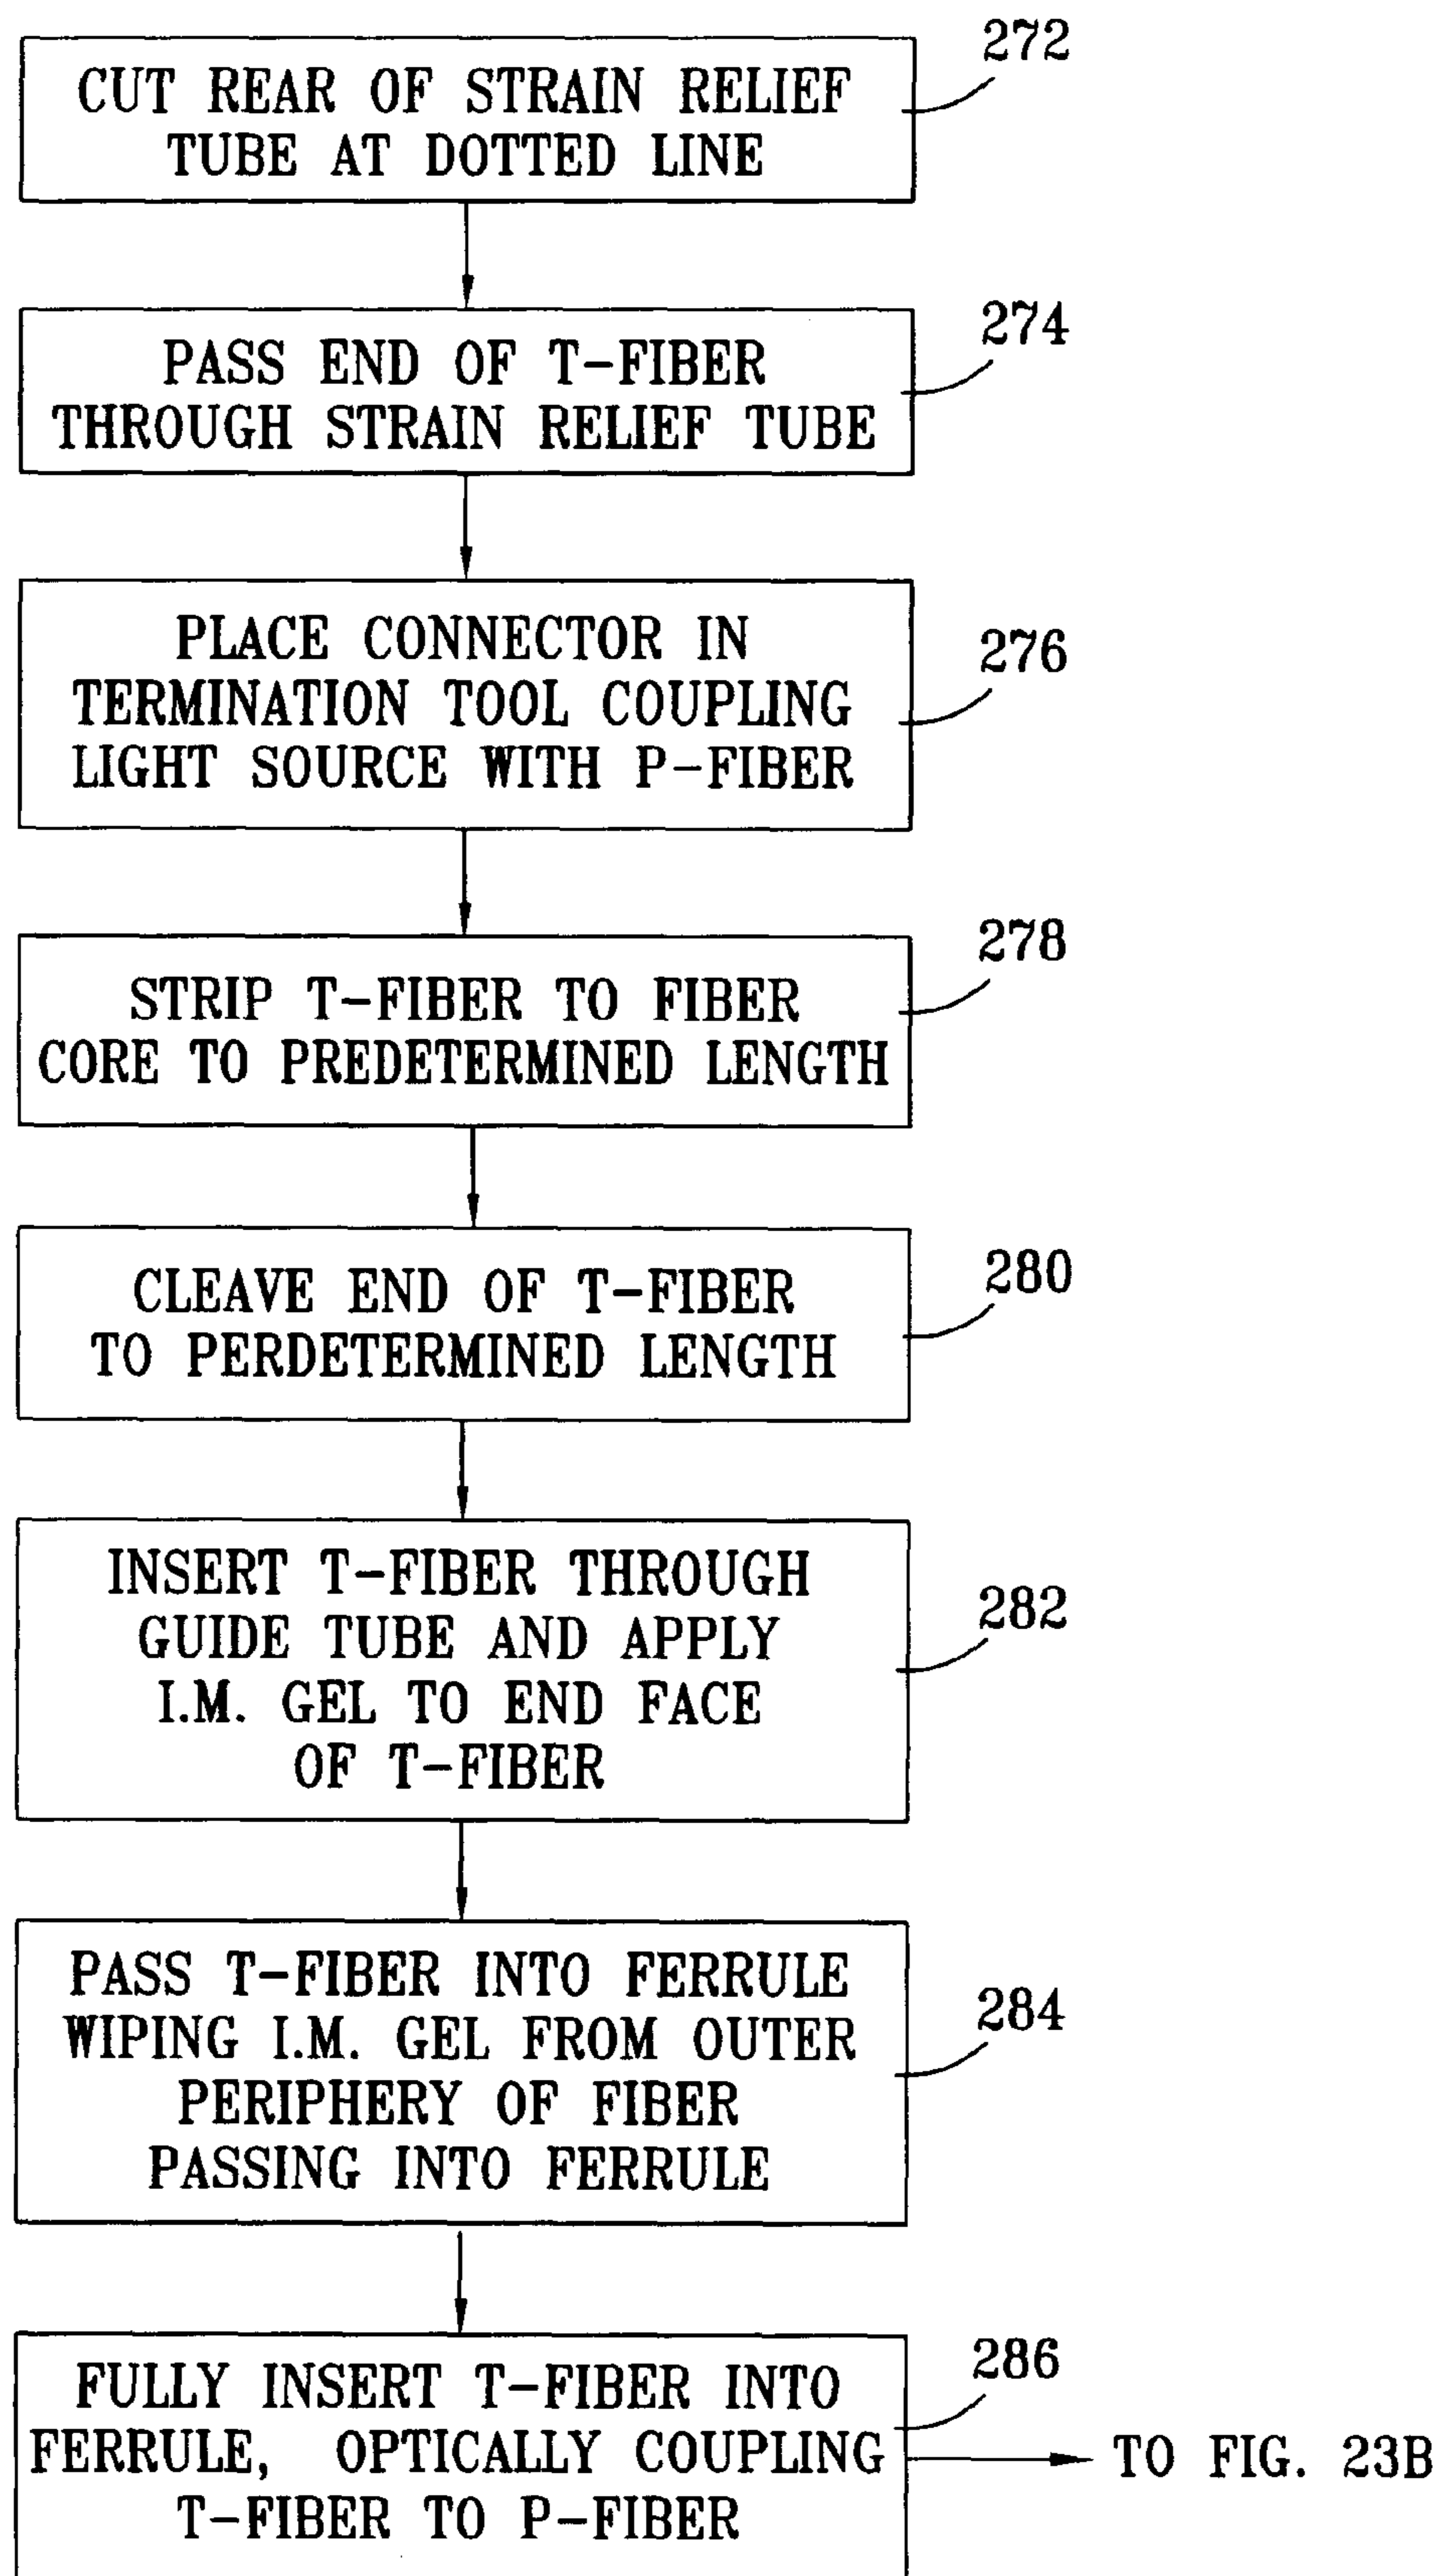 272
CUT REAR OF STRAIN RELIEF
TUBE AT DOTTED LINE
274
PASS END OF T-FIBER
THROUGH STRAIN RELIEF TUBE
276
PLACE CONNECTOR IN
TERMINATION TOOL COUPLING
LIGHT SOURCE WITH P-FIBER
278
STRIP T-FIBER TO FIBER
CORE TO PREDETERMINED LENGTH
280
CLEAVE END OF T-FIBER
TO PERDETERMINED LENGTH
282
INSERT T-FIBER THROUGH
GUIDE TUBE AND APPLY
I.M. GEL TO END FACE
OF T-FIBER
284
PASS T-FIBER INTO FERRULE
WIPING I.M. GEL FROM OUTER
PERIPHERY OF FIBER
PASSING INTO FERRULE
286
FULLY INSERT T-FIBER INTO
FERRULE, OPTICALLY COUPLING
T-FIBER TO P-FIBER
TO FIG. 23B